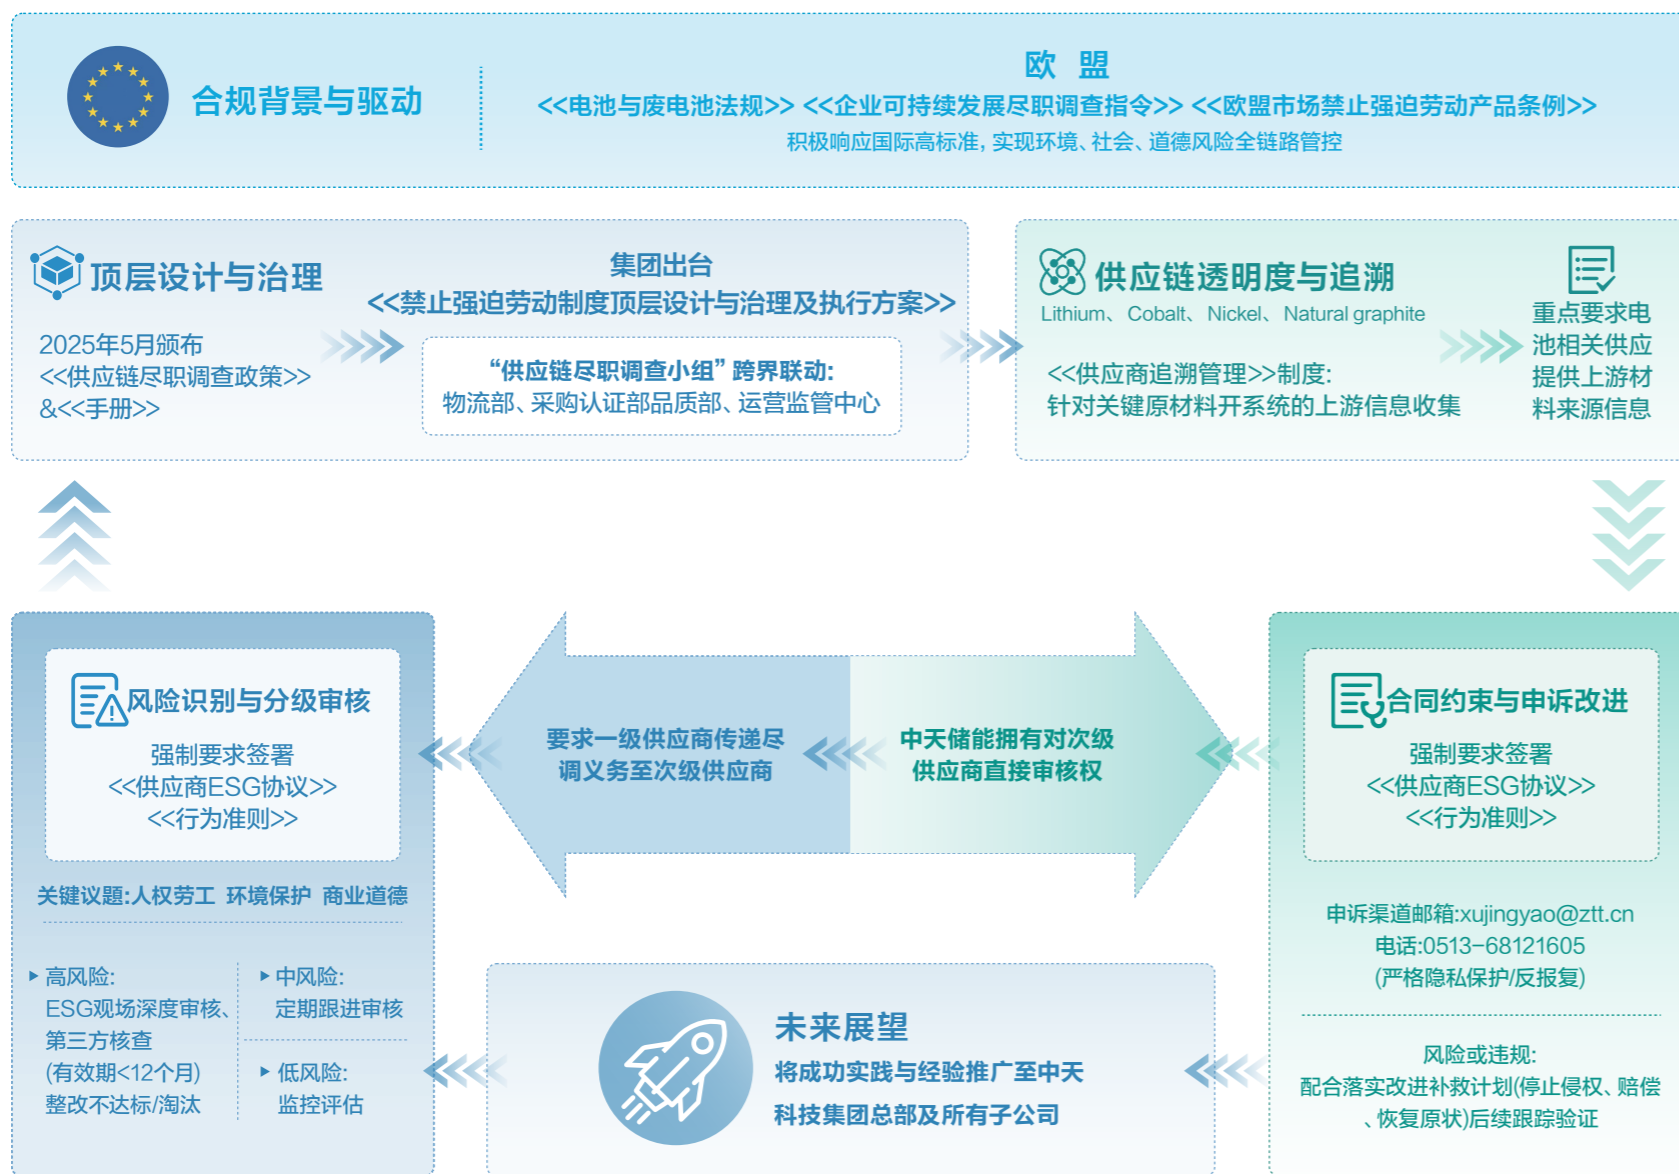 合规背景与驱动
欧 盟
<<电池与废电池法规>> <<企业可持续发展尽职调查指令>> <<欧盟市场禁止强迫劳动产品条例>>
积极响应国际高标准, 实现环境、社会、道德风险全链路管控
顶层设计与治理
2025年5月颁布
<<供应链尽职调查政策>>
&<<手册>>
集团出台
<<禁止强迫劳动制度顶层设计与治理及执行方案>>
“供应链尽职调查小组” 跨界联动:
物流部、采购认证部品质部、运营监管中心
供应链透明度与追溯
Lithium、Cobalt、Nickel、Natural graphite
<<供应商追溯管理>>制度:
针对关键原材料开系统的上游信息收集
重点要求电
池相关供应
提供上游材
料来源信息
风险识别与分级审核
强制要求签署
<<供应商ESG协议>>
<<行为准则>>
关键议题:人权劳工 环境保护 商业道德
高风险:
ESG观场深度审核、
第三方核查
(有效期<12个月)
整改不达标/淘汰
中风险:
定期跟进审核
低风险:
监控评估
要求一级供应商传递尽
调义务至次级供应商
中天储能拥有对次级
供应商直接审核权
未来展望
将成功实践与经验推广至中天
科技集团总部及所有子公司
合同约束与申诉改进
强制要求签署
<<供应商ESG协议>>
<<行为准则>>
申诉渠道邮箱:xujingyao@ztt.cn
电话:0513-68121605
(严格隐私保护/反报复)
风险或违规:
配合落实改进补救计划(停止侵权、赔偿
、恢复原状)后续跟踪验证